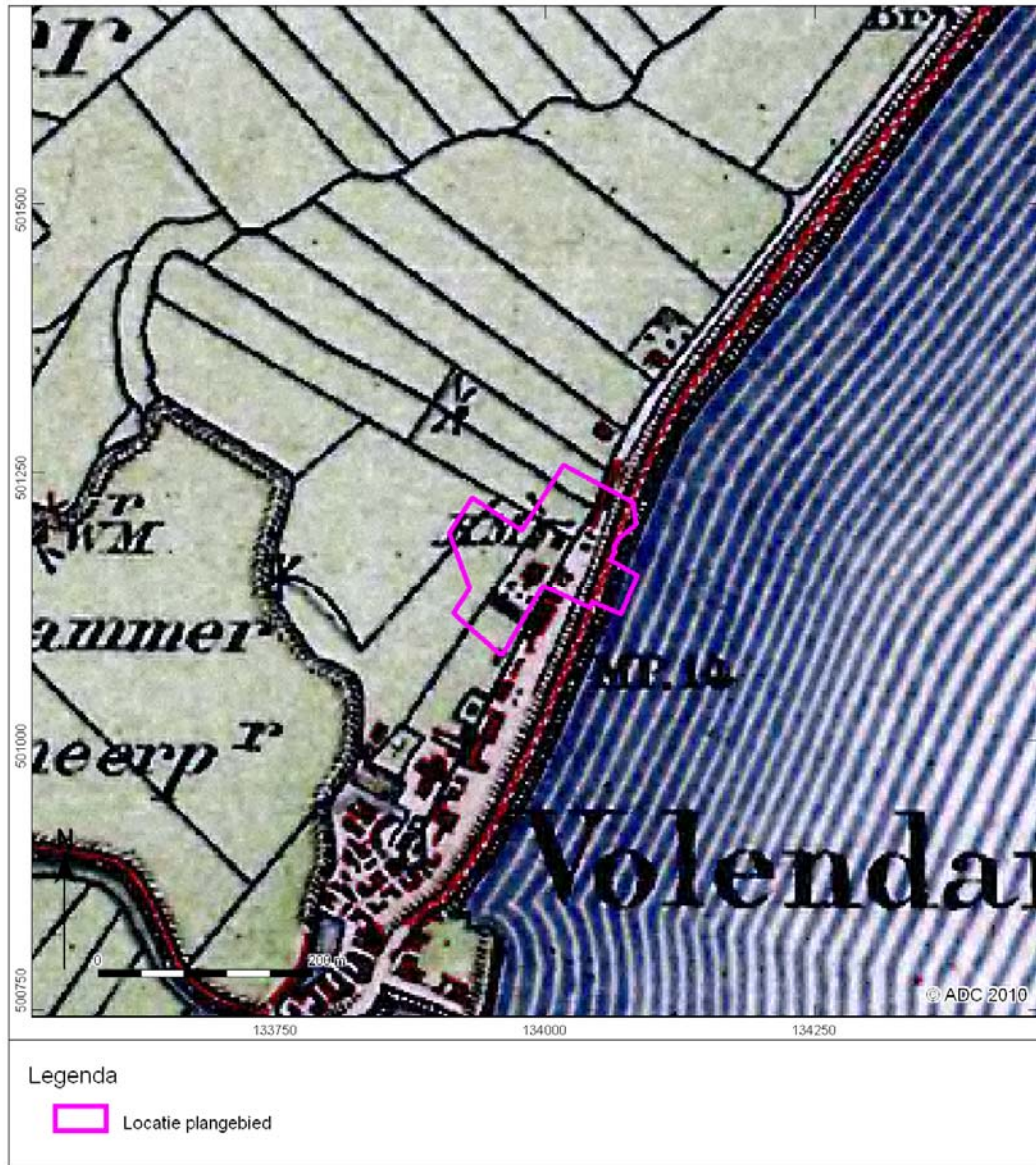 r
Br
501500
501250
r
WM
ammer
MP. 14
neerp r
501000
Volendam
N
0
200 m
500750
© ADC 2010
133750
134000
134250
Legenda
Locatie plangebied